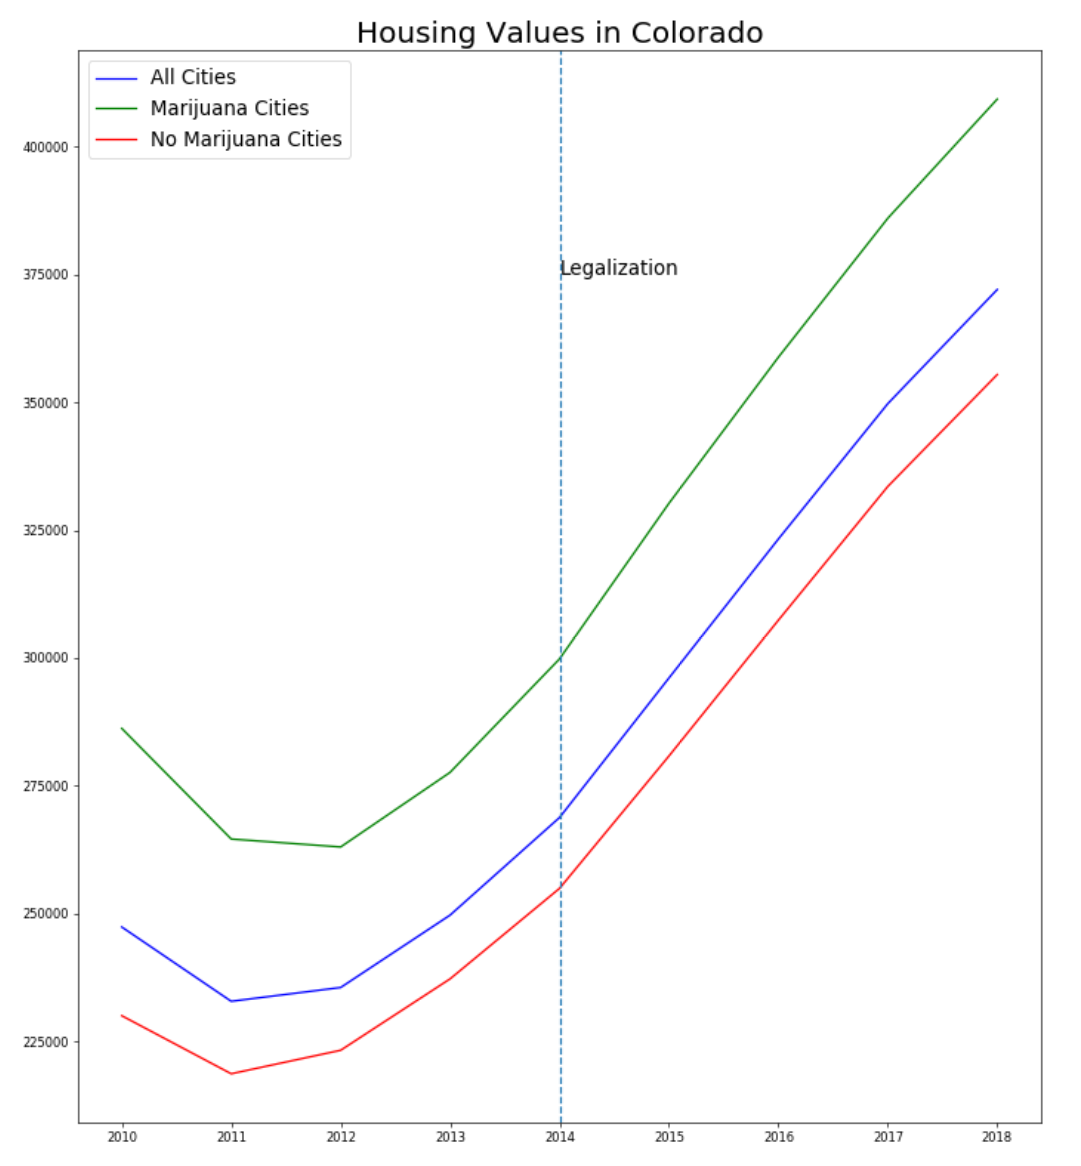 Housing Values in Colorado
All Cities
Marijuana Cities
No Marijuana Cities
400000
375000
350000
325000
300000
275000
250000
225000
Legalization
2010 2011 2012 2013 2014 2015 2016 2017 2018